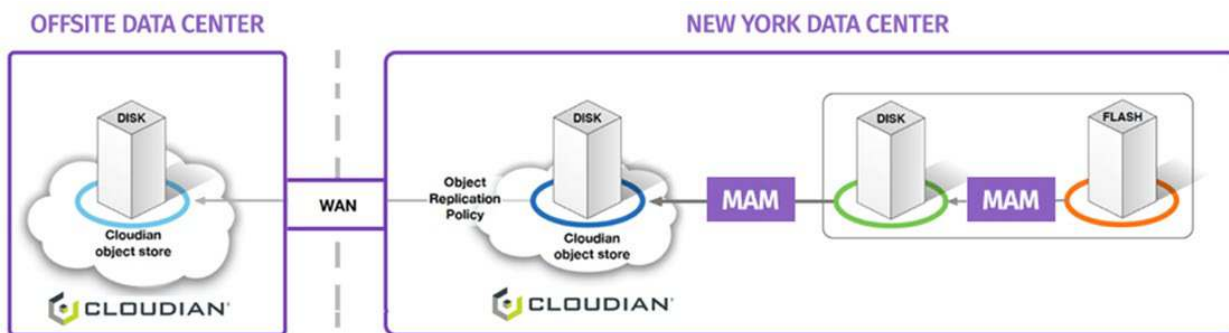 OFFSITE DATA CENTER
NEW YORK DATA CENTER
DISK
Cloudian
object store
CLOUDIAN
WAN
Object
Replication
Policy
DISK
Cloudian
object store
CLOUDIAN
MAM
DISK
MAM
FLASH